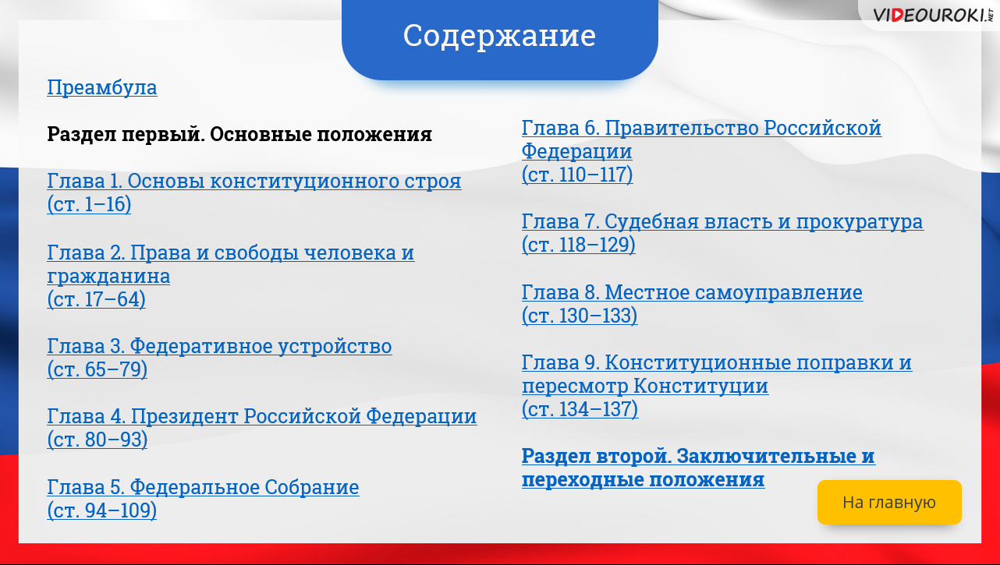 Содержание
VIDEOUROKI.NET
Преамбула
Раздел первый. Основные положения
Глава 1. Основы конституционного строя
(ст. 1–16)
Глава 2. Права и свободы человека и
гражданина
(ст. 17–64)
Глава 3. Федеративное устройство
(ст. 65–79)
Глава 4. Президент Российской Федерации
(ст. 80–93)
Глава 5. Федеральное Собрание
(ст. 94–109)
Глава 6. Правительство Российской
Федерации
(ст. 110–117)
Глава 7. Судебная власть и прокуратура
(ст. 118–129)
Глава 8. Местное самоуправление
(ст. 130–133)
Глава 9. Конституционные поправки и
пересмотр Конституции
(ст. 134–137)
Раздел второй. Заключительные и
переходные положения
На главную